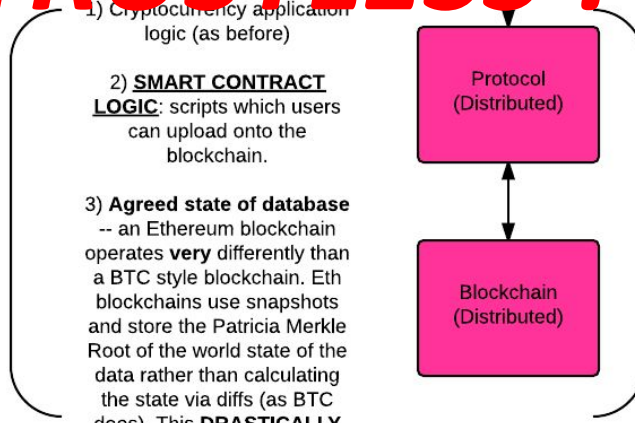 1) Cryptocurrency application
logic (as before)
2) SMART CONTRACT
LOGIC: scripts which users
can upload onto the
blockchain.
3) Agreed state of database
-- an Ethereum blockchain
operates very differently than
a BTC style blockchain. Eth
blockchains use snapshots
and store the Patricia Merkle
Root of the world state of the
data rather than calculating
the state via diffs (as BTC
does). This DRASTICALLY
Protocol
(Distributed)
Blockchain
(Distributed)